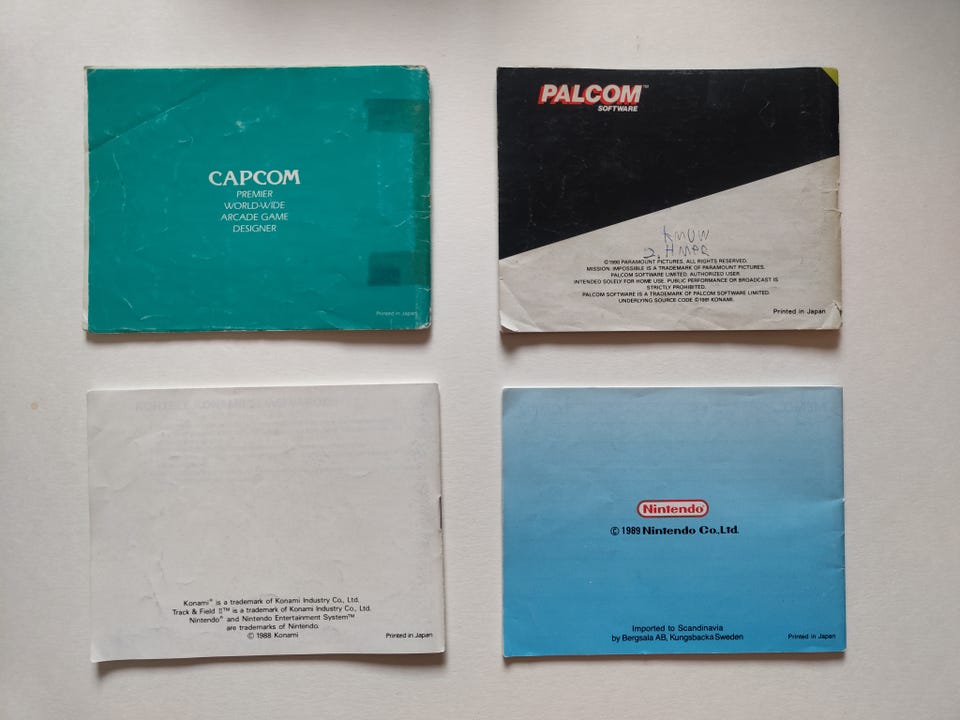 CAPCOM
PREMIER
WORLD-WIDE
ARCADE GAME
DESIGNER
Printed in Japan
PALCOM™
SOFTWARE
KMUW
2. HMRR
©1990 PARAMOUNT PICTURES. ALL RIGHTS RESERVED.
MISSION: IMPOSSIBLE IS A TRADEMARK OF PARAMOUNT PICTURES.
PALCOM SOFTWARE LIMITED. AUTHORIZED USER.
INTENDED SOLELY FOR HOME USE. PUBLIC PERFORMANCE OR BROADCAST IS
STRICTLY PROHIBITED.
PALCOM SOFTWARE IS A TRADEMARK OF PALCOM SOFTWARE LIMITED.
UNDERLYING SOURCE CODE ©1991 KONAMI.
Printed in Japan
Konami® is a trademark of Konami Industry Co., Ltd.
Track & Field II™ is a trademark of Konami Industry Co., Ltd.
Nintendo® and Nintendo Entertainment System™
are trademarks of Nintendo.
© 1988 Konami
Printed in Japan
Nintendo®
© 1989 Nintendo Co., Ltd.
Imported to Scandinavia
by Bergsala AB, Kungsbacka Sweden
Printed in Japan